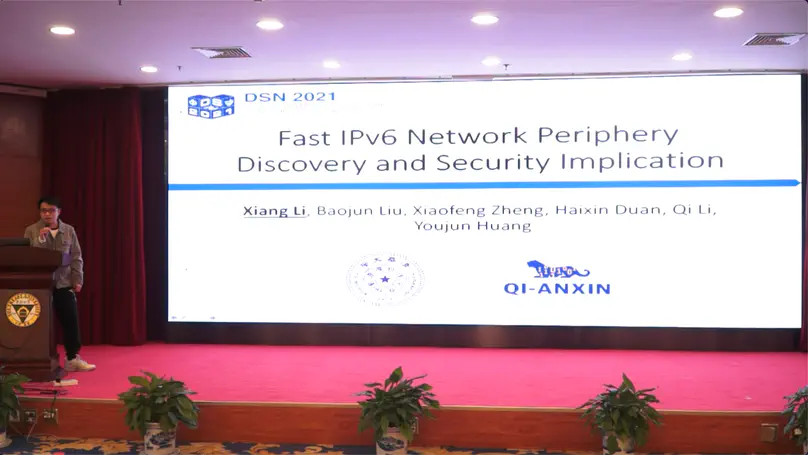 DSN 2021
Fast IPv6 Network Periphery
Discovery and Security Implication
Xiang Li, Baojun Liu, Xiaofeng Zheng, Haixin Duan, Qi Li,
Youjun Huang
QI-ANXIN